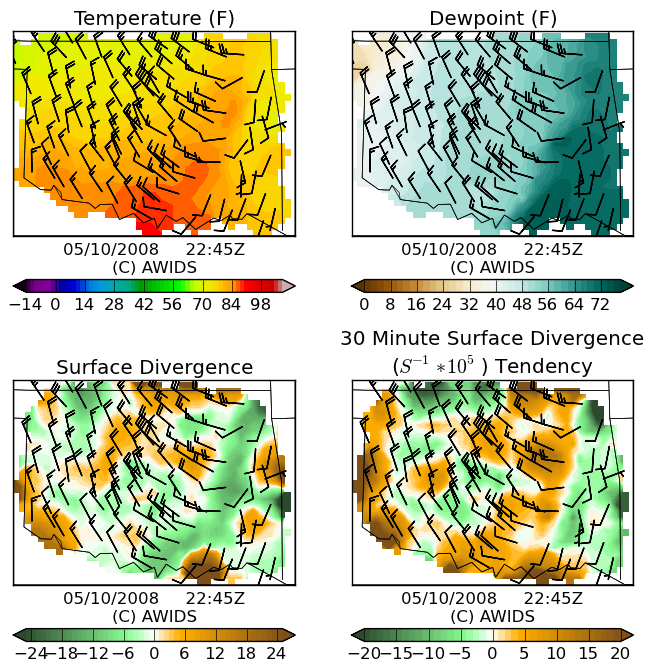 Temperature (F)
Dewpoint (F)
05/10/2008 22:45Z
(C) AWIDS
05/10/2008 22:45Z
(C) AWIDS
−14 0 14 28 42 56 70 84 98
0 8 16 24 32 40 48 56 64 72
Surface Divergence
30 Minute Surface Divergence
(S⁻¹ *10⁵ ) Tendency
05/10/2008 22:45Z
(C) AWIDS
05/10/2008 22:45Z
(C) AWIDS
−24 −18 −12 −6 0 6 12 18 24
−20 −15 −10 −5 0 5 10 15 20